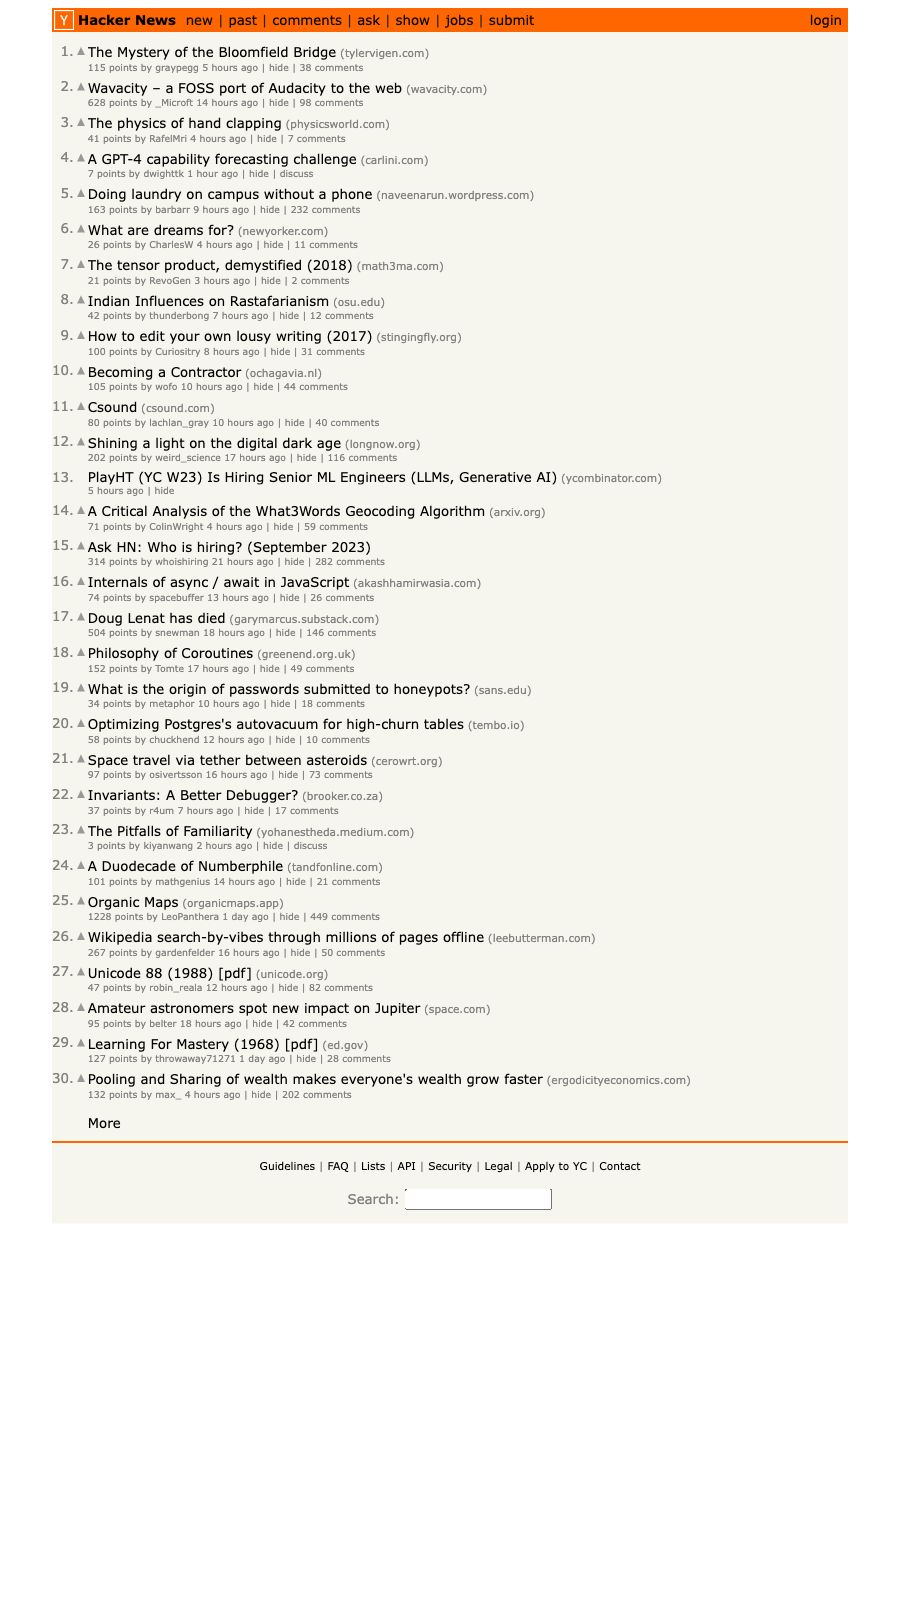 Y Hacker News new | past | comments | ask | show | jobs | submit login
1. ▲ The Mystery of the Bloomfield Bridge (tylervigen.com)
115 points by graypegg 5 hours ago | hide | 38 comments
2. ▲ Wavacity – a FOSS port of Audacity to the web (wavacity.com)
628 points by _Microft 14 hours ago | hide | 98 comments
3. ▲ The physics of hand clapping (physicsworld.com)
41 points by RafelMri 4 hours ago | hide | 7 comments
4. ▲ A GPT-4 capability forecasting challenge (carlini.com)
7 points by dwighttk 1 hour ago | hide | discuss
5. ▲ Doing laundry on campus without a phone (naveenarun.wordpress.com)
163 points by barbarr 9 hours ago | hide | 232 comments
6. ▲ What are dreams for? (newyorker.com)
26 points by CharlesW 4 hours ago | hide | 11 comments
7. ▲ The tensor product, demystified (2018) (math3ma.com)
21 points by RevoGen 3 hours ago | hide | 2 comments
8. ▲ Indian Influences on Rastafarianism (osu.edu)
42 points by thunderbong 7 hours ago | hide | 12 comments
9. ▲ How to edit your own lousy writing (2017) (stingingfly.org)
100 points by Curiositry 8 hours ago | hide | 31 comments
10. ▲ Becoming a Contractor (ochagavia.nl)
105 points by wofo 10 hours ago | hide | 44 comments
11. ▲ Csound (csound.com)
80 points by lachlan_gray 10 hours ago | hide | 40 comments
12. ▲ Shining a light on the digital dark age (longnow.org)
202 points by weird_science 17 hours ago | hide | 116 comments
13. PlayHT (YC W23) Is Hiring Senior ML Engineers (LLMs, Generative AI) (ycombinator.com)
5 hours ago | hide
14. ▲ A Critical Analysis of the What3Words Geocoding Algorithm (arxiv.org)
71 points by ColinWright 4 hours ago | hide | 59 comments
15. ▲ Ask HN: Who is hiring? (September 2023)
314 points by whoishiring 21 hours ago | hide | 282 comments
16. ▲ Internals of async / await in JavaScript (akashhamirwasia.com)
74 points by spacebuffer 13 hours ago | hide | 26 comments
17. ▲ Doug Lenat has died (garymarcus.substack.com)
504 points by snewman 18 hours ago | hide | 146 comments
18. ▲ Philosophy of Coroutines (greenend.org.uk)
152 points by Tomte 17 hours ago | hide | 49 comments
19. ▲ What is the origin of passwords submitted to honeypots? (sans.edu)
34 points by metaphor 10 hours ago | hide | 18 comments
20. ▲ Optimizing Postgres's autovacuum for high-churn tables (tembo.io)
58 points by chuckhend 12 hours ago | hide | 10 comments
21. ▲ Space travel via tether between asteroids (cerowrt.org)
97 points by osivertsson 16 hours ago | hide | 73 comments
22. ▲ Invariants: A Better Debugger? (brooker.co.za)
37 points by r4um 7 hours ago | hide | 17 comments
23. ▲ The Pitfalls of Familiarity (yohanestheda.medium.com)
3 points by kiyanwang 2 hours ago | hide | discuss
24. ▲ A Duodecade of Numberphile (tandfonline.com)
101 points by mathgenius 14 hours ago | hide | 21 comments
25. ▲ Organic Maps (organicmaps.app)
1228 points by LeoPanthera 1 day ago | hide | 449 comments
26. ▲ Wikipedia search-by-vibes through millions of pages offline (leebutterman.com)
267 points by gardenfelder 16 hours ago | hide | 50 comments
27. ▲ Unicode 88 (1988) [pdf] (unicode.org)
47 points by robin_reala 12 hours ago | hide | 82 comments
28. ▲ Amateur astronomers spot new impact on Jupiter (space.com)
95 points by belter 18 hours ago | hide | 42 comments
29. ▲ Learning For Mastery (1968) [pdf] (ed.gov)
127 points by throwaway71271 1 day ago | hide | 28 comments
30. ▲ Pooling and Sharing of wealth makes everyone's wealth grow faster (ergodicityeconomics.com)
132 points by max_ 4 hours ago | hide | 202 comments
More
Guidelines | FAQ | Lists | API | Security | Legal | Apply to YC | Contact
Search: